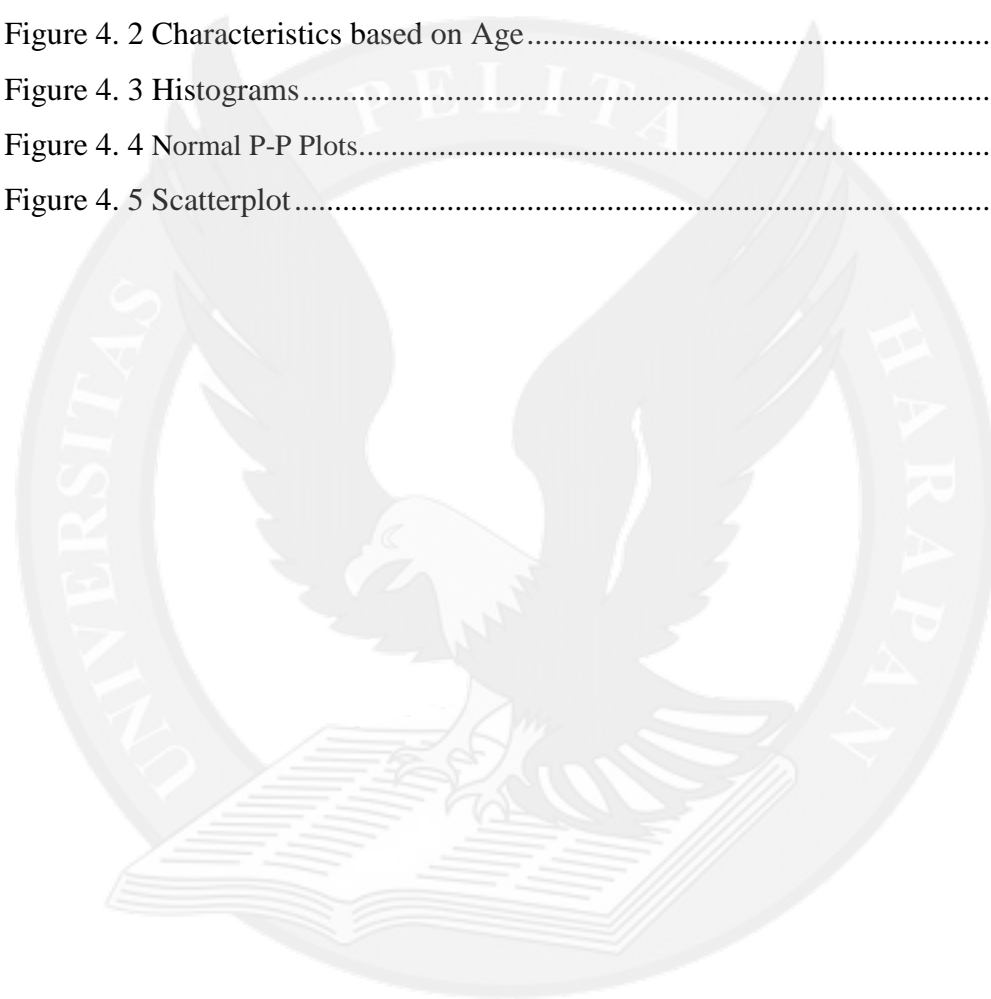 Figure 4. 2 Characteristics based on Age..........................................................
Figure 4. 3 Histograms......................................................................................
Figure 4. 4 Normal P-P Plots...............................................................................
Figure 4. 5 Scatterplot.......................................................................................
UNIVERSITAS PELITA HARAPAN